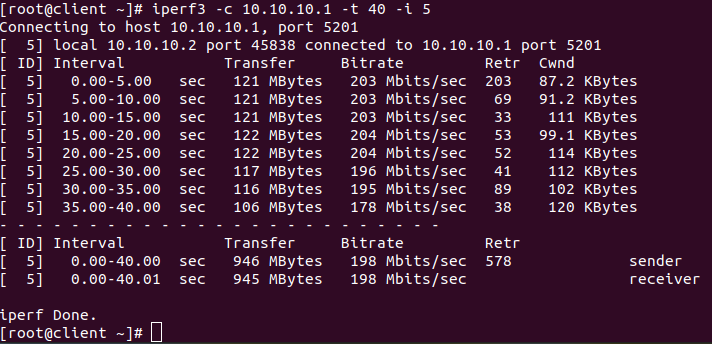 [root@client ~]# iperf3 -c 10.10.10.1 -t 40 -i 5
Connecting to host 10.10.10.1, port 5201
[  5] local 10.10.10.2 port 45838 connected to 10.10.10.1 port 5201
[ ID] Interval           Transfer     Bitrate         Retr  Cwnd
[  5]   0.00-5.00   sec   121 MBytes   203 Mbits/sec  203   87.2 KBytes
[  5]   5.00-10.00  sec   121 MBytes   203 Mbits/sec   69   91.2 KBytes
[  5]  10.00-15.00  sec   121 MBytes   203 Mbits/sec   33    111 KBytes
[  5]  15.00-20.00  sec   122 MBytes   204 Mbits/sec   53   99.1 KBytes
[  5]  20.00-25.00  sec   122 MBytes   204 Mbits/sec   52    114 KBytes
[  5]  25.00-30.00  sec   117 MBytes   196 Mbits/sec   41    112 KBytes
[  5]  30.00-35.00  sec   116 MBytes   195 Mbits/sec   89    102 KBytes
[  5]  35.00-40.00  sec   106 MBytes   178 Mbits/sec   38    120 KBytes
- - - - - - - - - - - - - - - - - - - - - - - - -
[ ID] Interval           Transfer     Bitrate         Retr
[  5]   0.00-40.00  sec   946 MBytes   198 Mbits/sec  578             sender
[  5]   0.00-40.01  sec   945 MBytes   198 Mbits/sec                  receiver
iperf Done.
[root@client ~]#